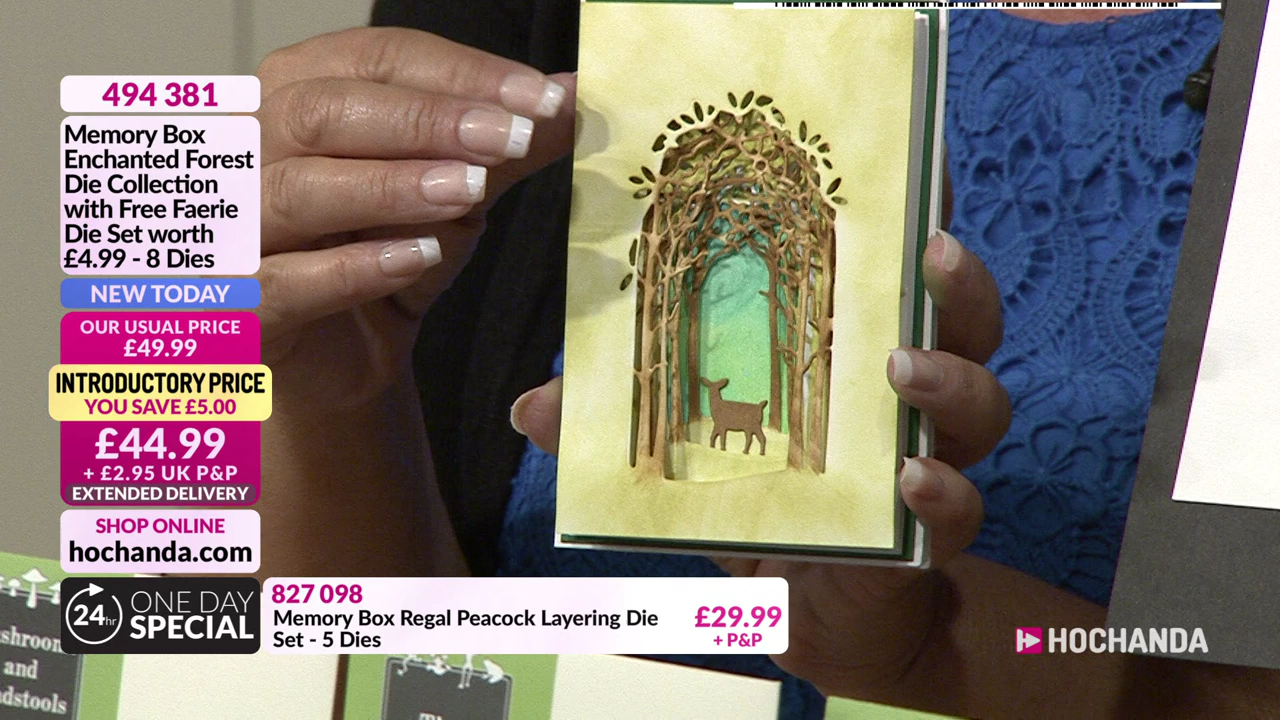 494 381
Memory Box
Enchanted Forest
Die Collection
with Free Faerie
Die Set worth
£4.99 - 8 Dies
NEW TODAY
OUR USUAL PRICE
£49.99
INTRODUCTORY PRICE
YOU SAVE £5.00
£44.99
+ £2.95 UK P&P
EXTENDED DELIVERY
SHOP ONLINE
hochanda.com
24hr
ONE DAY
SPECIAL
827 098
Memory Box Regal Peacock Layering Die
Set - 5 Dies
£29.99
+ P&P
HOCHANDA
and